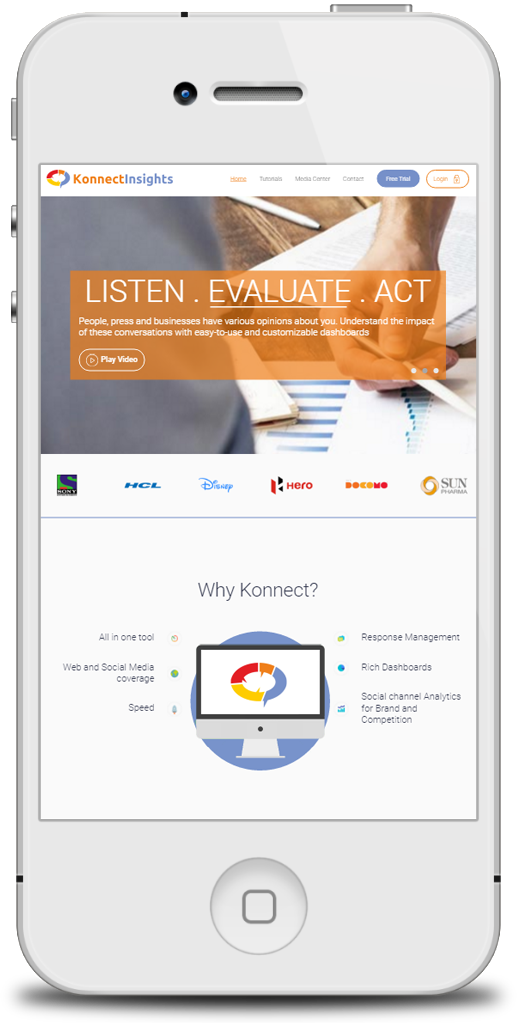 KonnectInsights
Home Tutorials Media Center Contact Free Trial Login
LISTEN . EVALUATE . ACT
People, press and businesses have various opinions about you. Understand the impact
of these conversations with easy-to-use and customizable dashboards
Play Video
SONY HCL Disney Hero DOCOMO SUN
PHARMA
Why Konnect?
All in one tool
Web and Social Media
coverage
Speed
Response Management
Rich Dashboards
Social channel Analytics
for Brand and
Competition